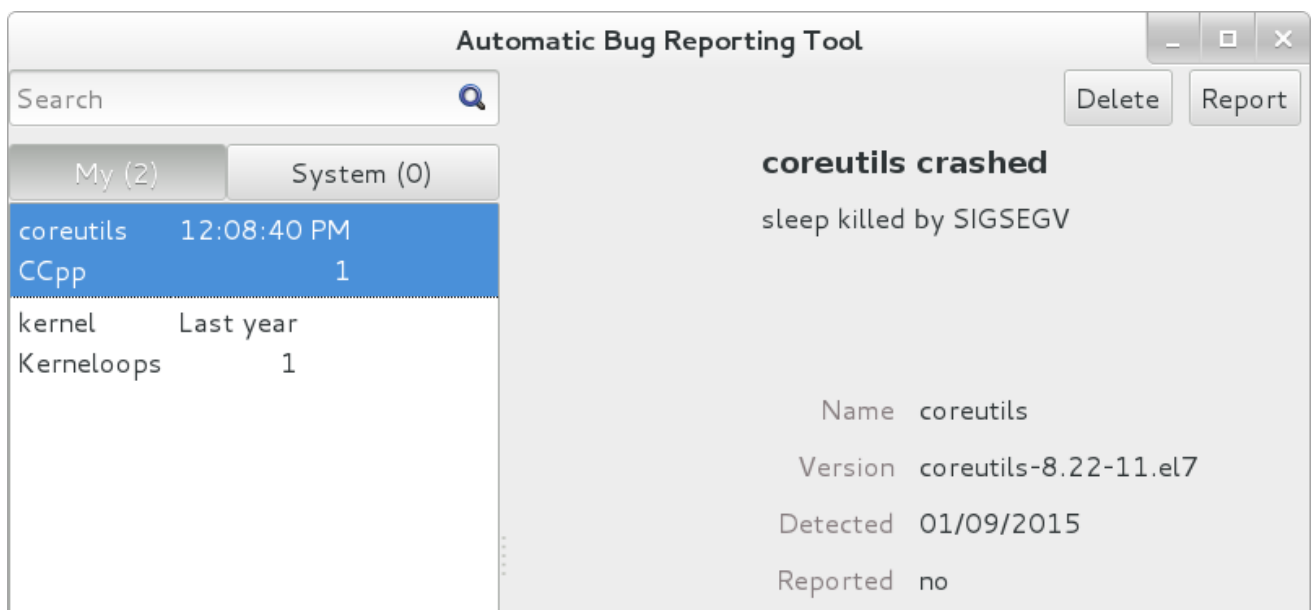 Automatic Bug Reporting Tool
Search
Delete Report
My (2) System (0)
coreutils 12:08:40 PM
CCpp 1
kernel Last year
Kerneloops 1
coreutils crashed
sleep killed by SIGSEGV
Name coreutils
Version coreutils-8.22-11.el7
Detected 01/09/2015
Reported no